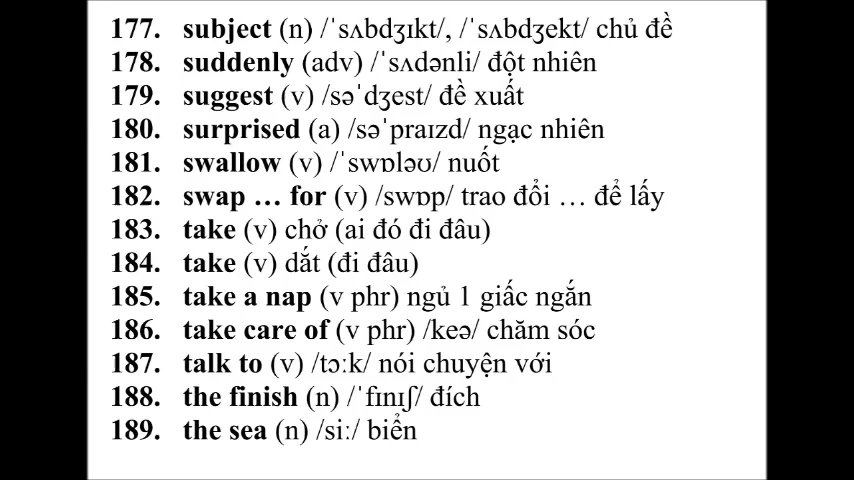 177. subject (n) /ˈsʌbdʒɪkt/, /ˈsʌbdʒekt/ chủ đề
178. suddenly (adv) /ˈsʌdənli/ đột nhiên
179. suggest (v) /səˈdʒest/ đề xuất
180. surprised (a) /səˈpraɪzd/ ngạc nhiên
181. swallow (v) /ˈswɒləʊ/ nuốt
182. swap … for (v) /swɒp/ trao đổi … để lấy
183. take (v) chở (ai đó đi đâu)
184. take (v) dắt (đi đâu)
185. take a nap (v phr) ngủ 1 giấc ngắn
186. take care of (v phr) /keə/ chăm sóc
187. talk to (v) /tɔːk/ nói chuyện với
188. the finish (n) /ˈfɪnɪʃ/ đích
189. the sea (n) /siː/ biển